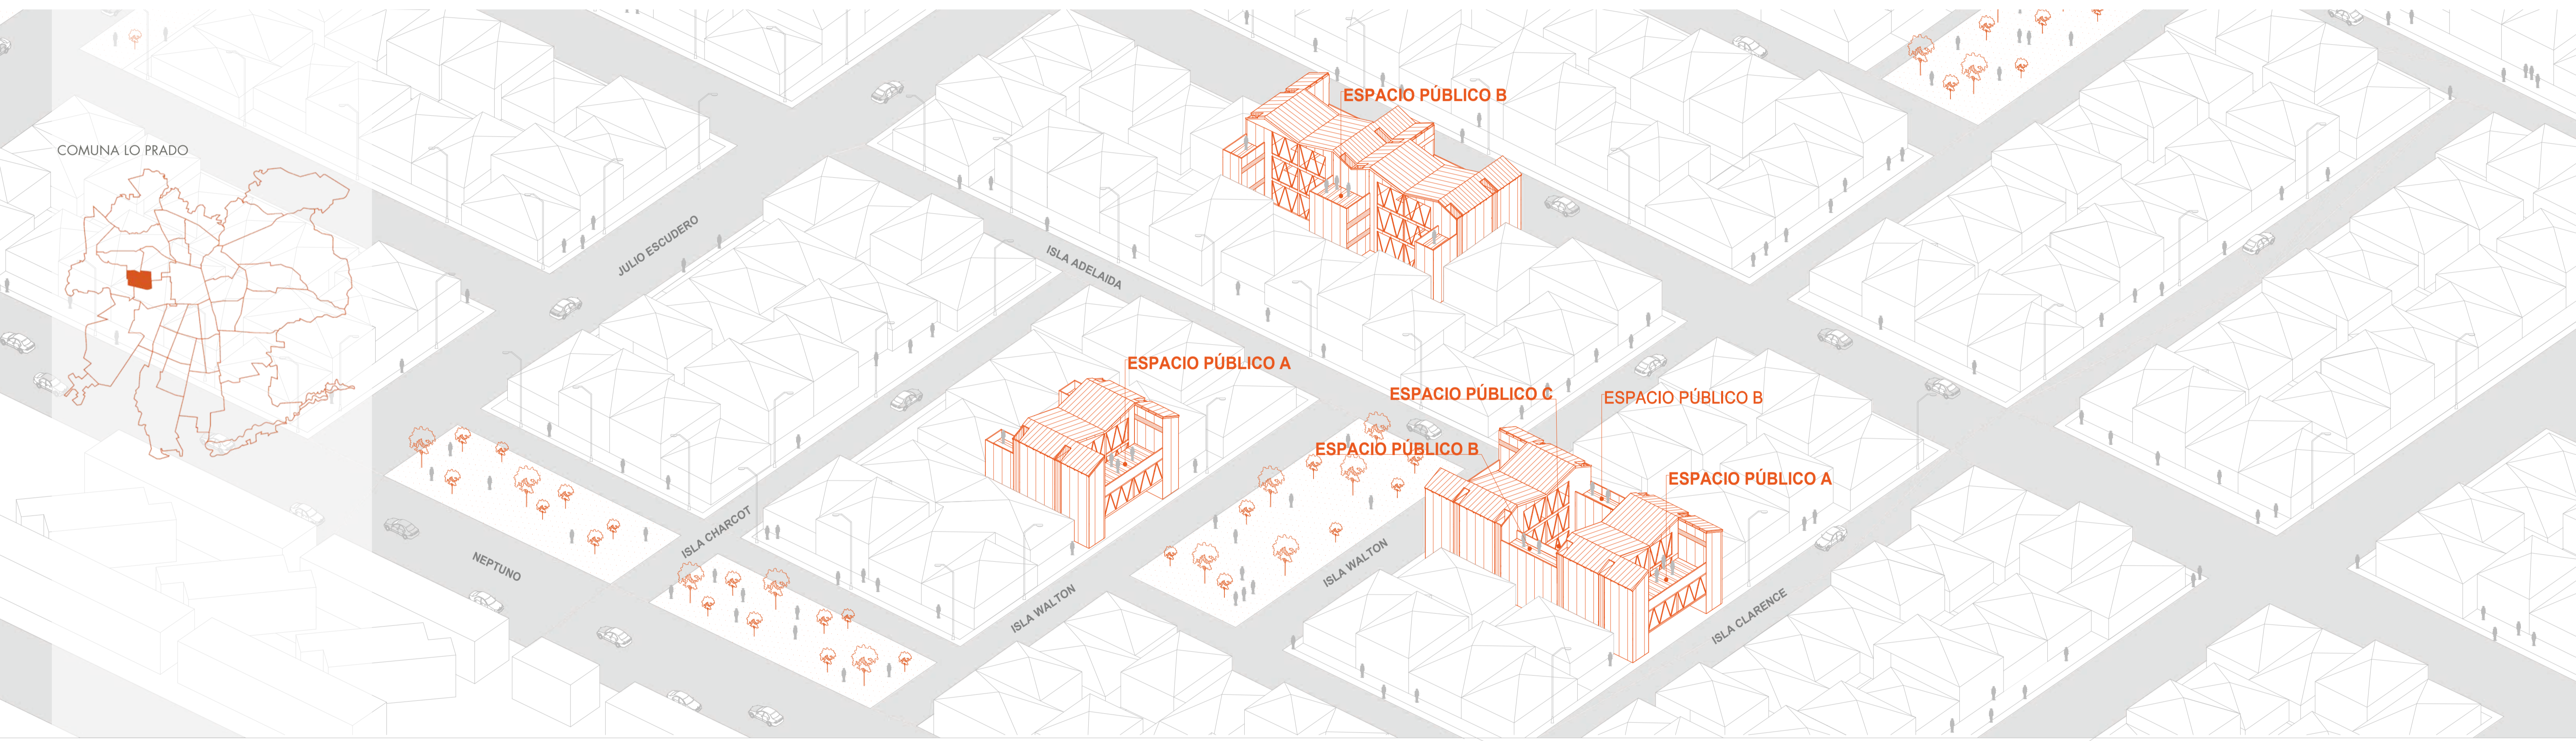 ESPACIO PÚBLICO B
COMUNA LO PRADO
JULIO ESCUDERO
ISLA ADELAIDA
ESPACIO PÚBLICO A
ESPACIO PÚBLICO C
ESPACIO PÚBLICO B
ESPACIO PÚBLICO B
ESPACIO PÚBLICO A
ISLA CHARCOT
NEPTUNO
ISLA WALTON
ISLA WALTON
ISLA CLARENCE